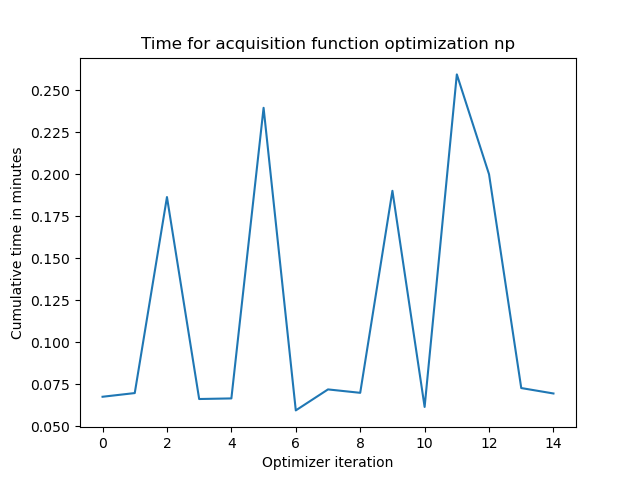 Time for acquisition function optimization np
Cumulative time in minutes
0.250
0.225
0.200
0.175
0.150
0.125
0.100
0.075
0.050
0 2 4 6 8 10 12 14
Optimizer iteration